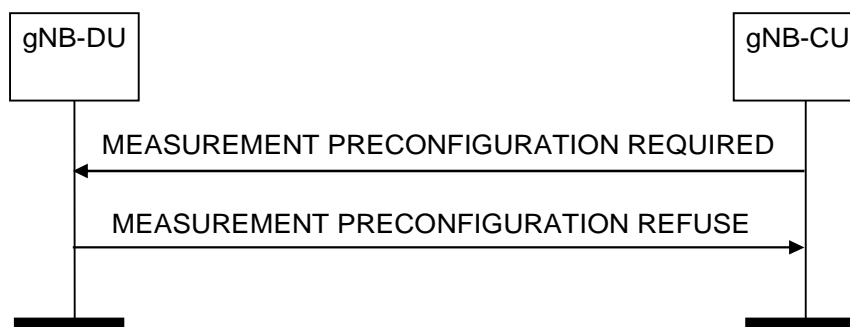 gNB-DU
gNB-CU
MEASUREMENT PRECONFIGURATION REQUIRED
MEASUREMENT PRECONFIGURATION REFUSE